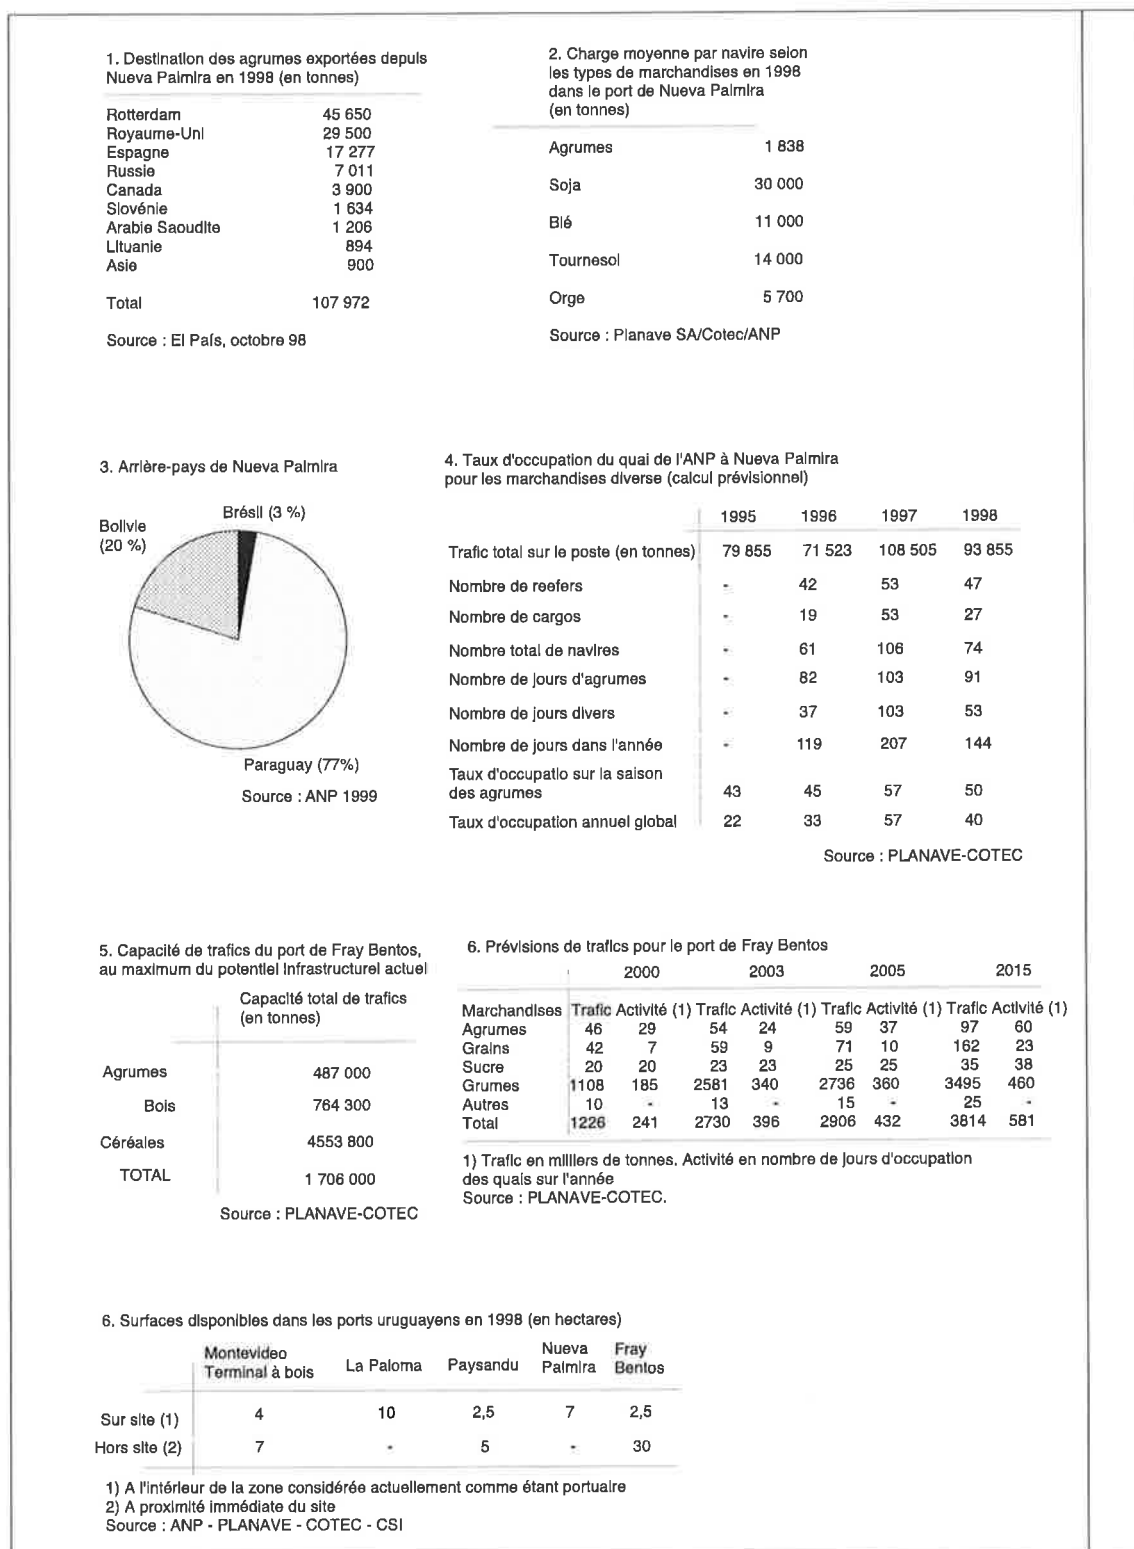 1. Destination des agrumes exportées depuis
Nueva Palmira en 1998 (en tonnes)
Rotterdam 45 650
Royaume-Uni 29 500
Espagne 17 277
Russie 7 011
Canada 3 900
Slovénie 1 634
Arabie Saoudite 1 206
Lituanie 894
Asie 900
Total 107 972
Source : El País, octobre 98
2. Charge moyenne par navire selon
les types de marchandises en 1998
dans le port de Nueva Palmira
(en tonnes)
Agrumes 1 838
Soja 30 000
Blé 11 000
Tournesol 14 000
Orge 5 700
Source : Planave SA/Cotec/ANP
3. Arrière-pays de Nueva Palmira
Brésil (3 %)
Bolivie
(20 %)
Paraguay (77%)
Source : ANP 1999
4. Taux d'occupation du quai de l'ANP à Nueva Palmira
pour les marchandises diverse (calcul prévisionnel)
1995 1996 1997 1998
Trafic total sur le poste (en tonnes) 79 855 71 523 108 505 93 855
Nombre de reefers - 42 53 47
Nombre de cargos - 19 53 27
Nombre total de navires - 61 106 74
Nombre de jours d'agrumes - 82 103 91
Nombre de jours divers - 37 103 53
Nombre de jours dans l'année - 119 207 144
Taux d'occupatio sur la saison
des agrumes 43 45 57 50
Taux d'occupation annuel global 22 33 57 40
Source : PLANAVE-COTEC
5. Capacité de trafics du port de Fray Bentos,
au maximum du potentiel infrastructurel actuel
Capacité total de trafics
(en tonnes)
Agrumes 487 000
Bois 764 300
Céréales 4553 800
TOTAL 1 706 000
Source : PLANAVE-COTEC
6. Prévisions de trafics pour le port de Fray Bentos
2000 2003 2005 2015
Marchandises Trafic Activité (1) Trafic Activité (1) Trafic Activité (1) Trafic Activité (1)
Agrumes 46 29 54 24 59 37 97 60
Grains 42 7 59 9 71 10 162 23
Sucre 20 20 23 23 25 25 35 38
Grumes 1108 185 2581 340 2736 360 3495 460
Autres 10 - 13 - 15 - 25 -
Total 1226 241 2730 396 2906 432 3814 581
1) Trafic en milliers de tonnes. Activité en nombre de jours d'occupation
des quais sur l'année
Source : PLANAVE-COTEC.
6. Surfaces disponibles dans les ports uruguayens en 1998 (en hectares)
Montevideo Nueva Fray
Terminal à bois La Paloma Paysandu Palmira Bentos
Sur site (1) 4 10 2,5 7 2,5
Hors site (2) 7 - 5 - 30
1) A l'intérieur de la zone considérée actuellement comme étant portuaire
2) A proximité immédiate du site
Source : ANP - PLANAVE - COTEC - CSI